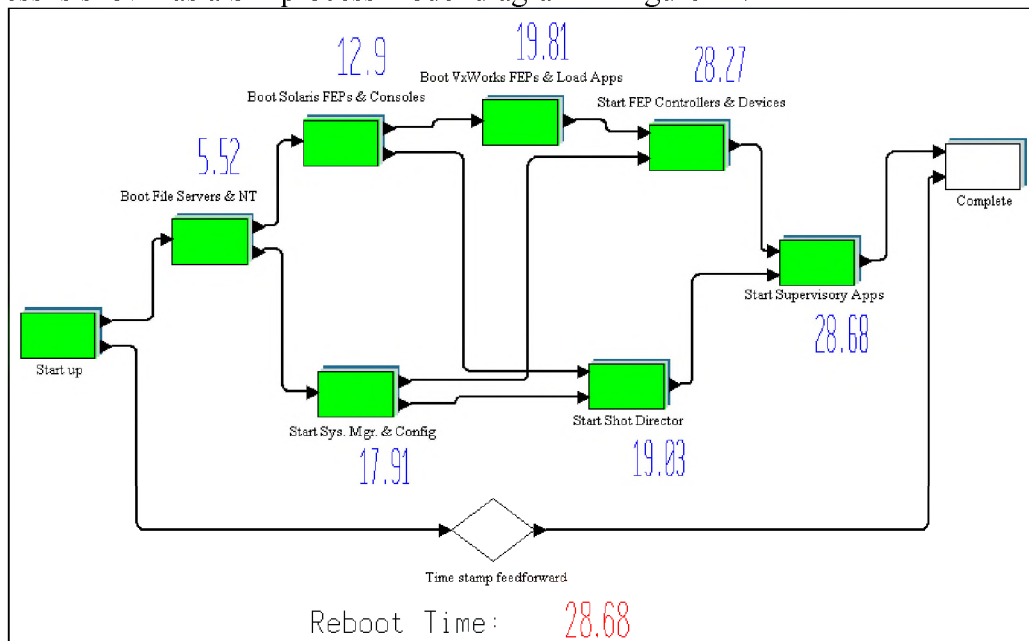 12.9
19.81
28.27
Boot VxWorks FEPs & Load Apps
Boot Solaris FEPs & Consoles
Start FEP Controllers & Devices
5.52
Boot File Servers & NT
Complete
Start Supervisory Apps
28.68
Start up
Start Sys. Mgr. & Config
Start Shot Director
17.91
19.03
Time stamp feedforward
Reboot Time: 28.68